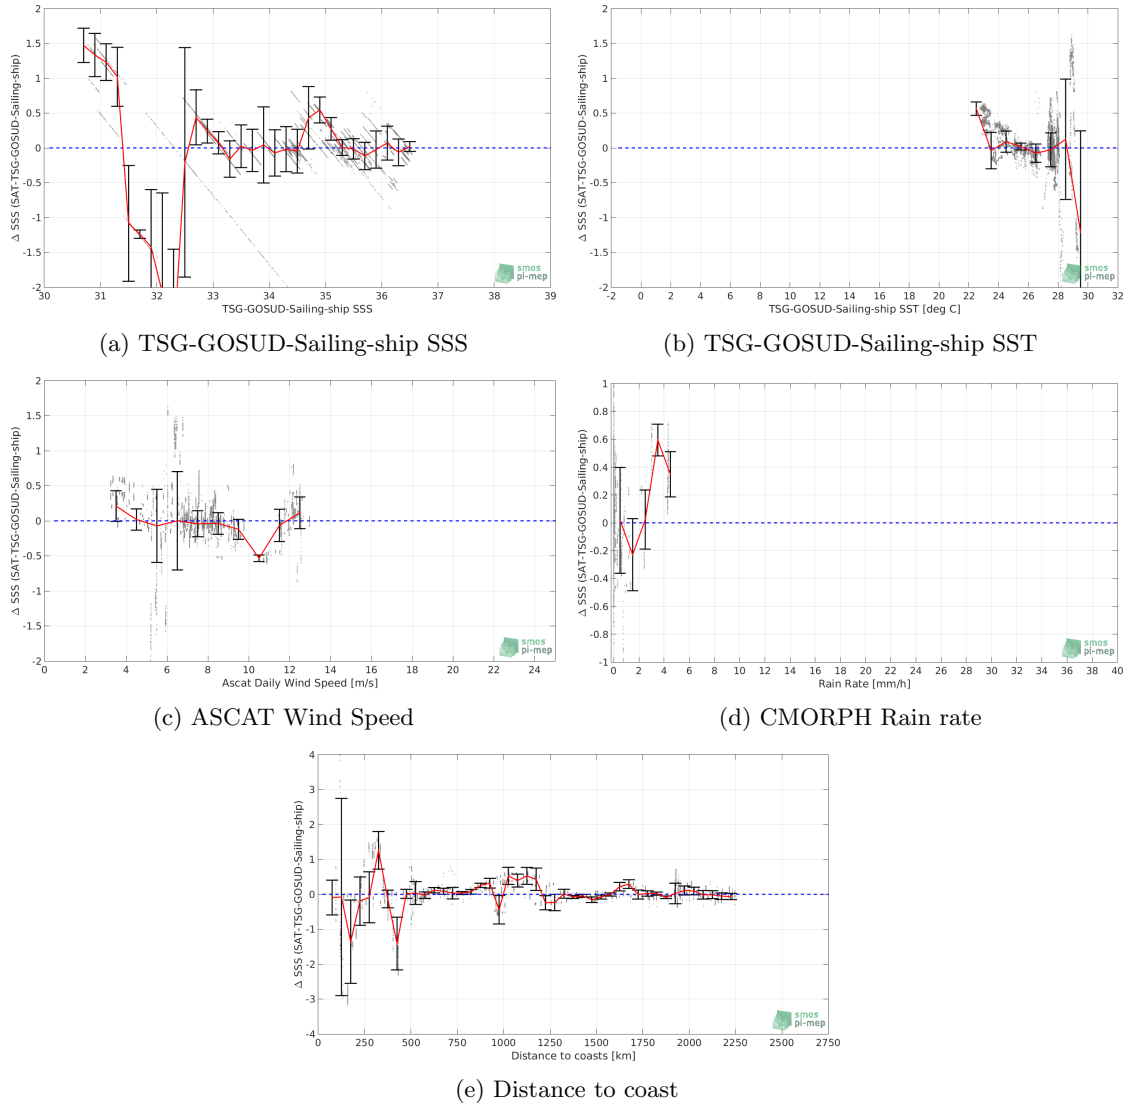 Δ SSS (SAT-TSG-GOSUD-Sailing-ship)
2
1.5
1
0.5
0
-0.5
-1
-1.5
-2
30 31 32 33 34 35 36 37 38 39
TSG-GOSUD-Sailing-ship SSS
smos
pi-mep
(a) TSG-GOSUD-Sailing-ship SSS
Δ SSS (SAT-TSG-GOSUD-Sailing-ship)
2
1.5
1
0.5
0
-0.5
-1
-1.5
-2
-2 0 2 4 6 8 10 12 14 16 18 20 22 24 26 28 30 32
TSG-GOSUD-Sailing-ship SST [deg C]
smos
pi-mep
(b) TSG-GOSUD-Sailing-ship SST
Δ SSS (SAT-TSG-GOSUD-Sailing-ship)
2
1.5
1
0.5
0
-0.5
-1
-1.5
-2
0 2 4 6 8 10 12 14 16 18 20 22 24
Ascat Daily Wind Speed [m/s]
smos
pi-mep
(c) ASCAT Wind Speed
Δ SSS (SAT-TSG-GOSUD-Sailing-ship)
1
0.8
0.6
0.4
0.2
0
-0.2
-0.4
-0.6
-0.8
-1
0 2 4 6 8 10 12 14 16 18 20 22 24 26 28 30 32 34 36 38 40
Rain Rate [mm/h]
smos
pi-mep
(d) CMORPH Rain rate
Δ SSS (SAT-TSG-GOSUD-Sailing-ship)
4
3
2
1
0
-1
-2
-3
-4
0 250 500 750 1000 1250 1500 1750 2000 2250 2500 2750
Distance to coasts [km]
smos
pi-mep
(e) Distance to coast